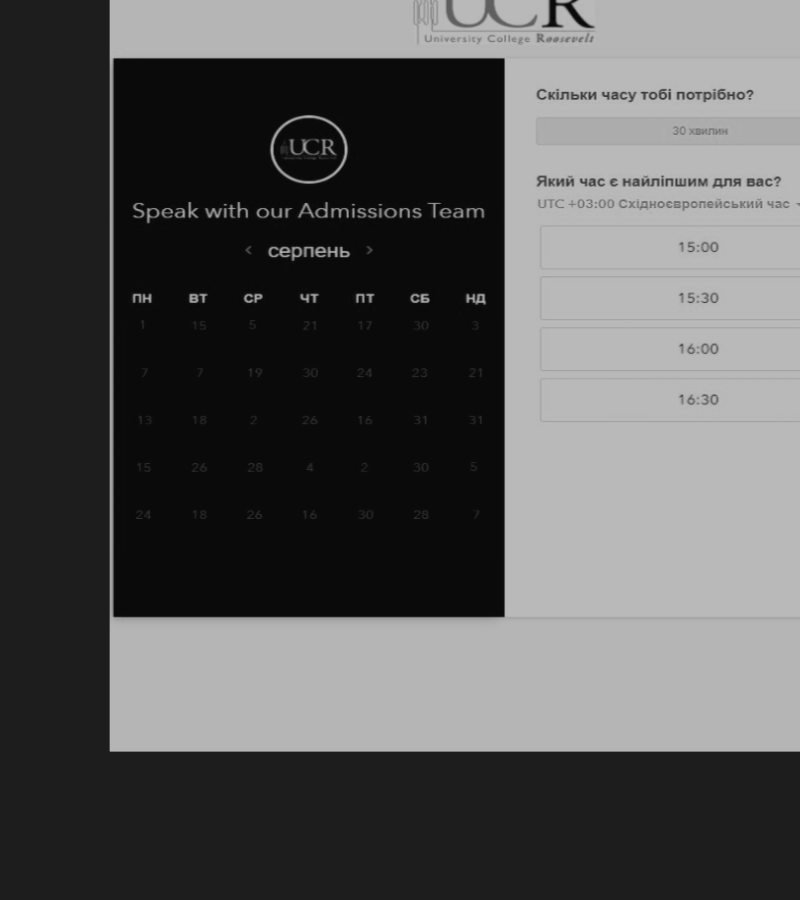 UCR
University College Roosevelt
UCR
Speak with our Admissions Team
‹ серпень ›
ПН ВТ СР ЧТ ПТ СБ НД
1 15 5 21 17 30 3
7 7 19 30 24 23 21
13 18 2 26 16 31 31
15 26 28 4 2 30 5
24 18 26 16 30 28 7
Скільки часу тобі потрібно?
30 хвилин
Який час є найліпшим для вас?
UTC +03:00 Східноєвропейський час
15:00
15:30
16:00
16:30